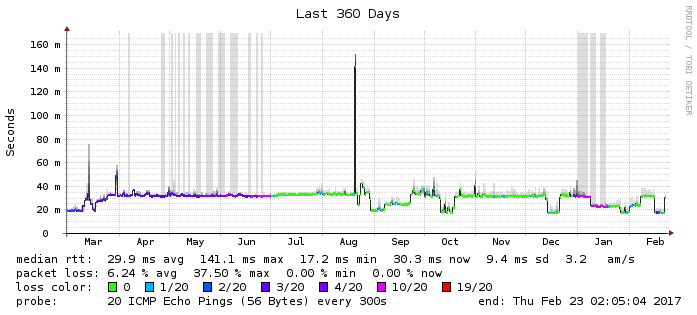 Last 360 Days
RRDTOOL / TOBI OETIKER
Seconds
160 m
140 m
120 m
100 m
80 m
60 m
40 m
20 m
0
Mar Apr May Jun Jul Aug Sep Oct Nov Dec Jan Feb
median rtt: 29.9 ms avg 141.1 ms max 17.2 ms min 30.3 ms now 9.4 ms sd 3.2 am/s
packet loss: 6.24 % avg 37.50 % max 0.00 % min 0.00 % now
loss color: 0 1/20 2/20 3/20 4/20 10/20 19/20
probe: 20 ICMP Echo Pings (56 Bytes) every 300s end: Thu Feb 23 02:05:04 2017